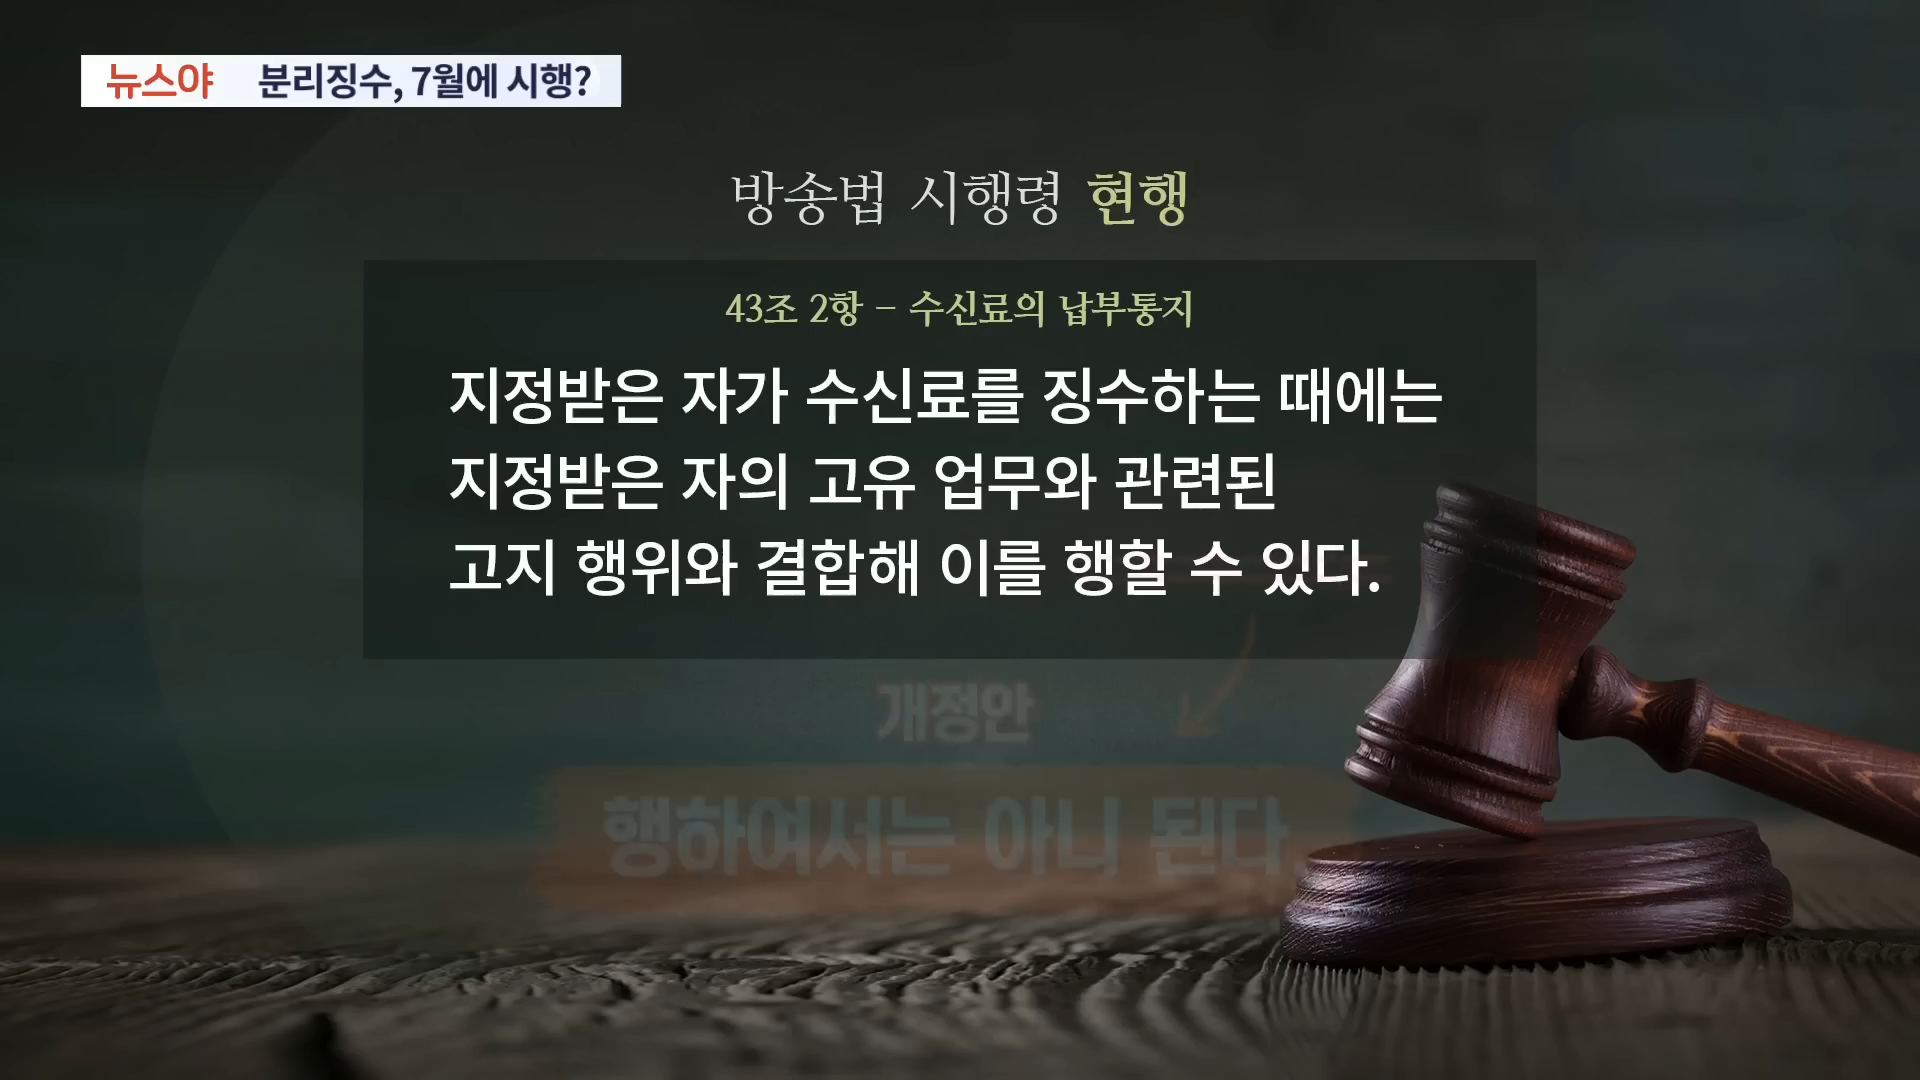 뉴스야 분리징수, 7월에 시행?
방송법 시행령 현행
43조 2항 - 수신료의 납부통지
지정받은 자가 수신료를 징수하는 때에는
지정받은 자의 고유 업무와 관련된
고지 행위와 결합해 이를 행할 수 있다.
개정안
행하여서는 아니 된다.